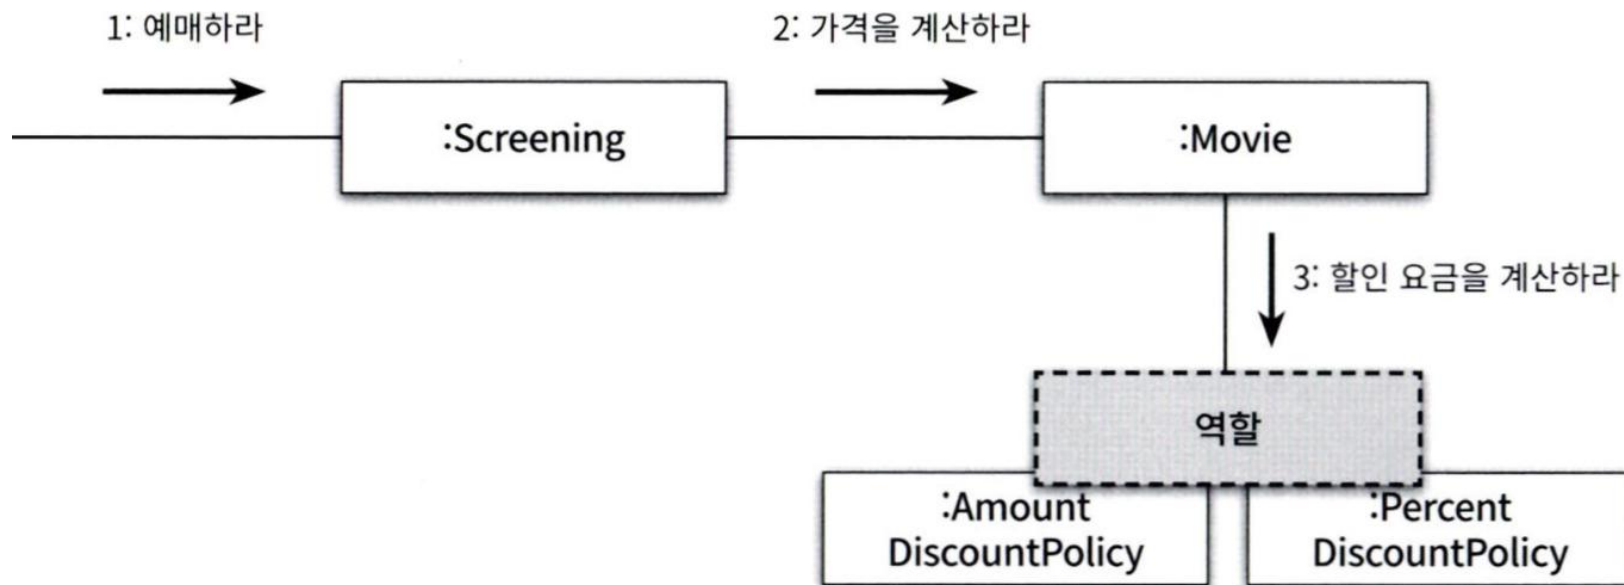 1: 예매하라
2: 가격을 계산하라
:Screening
:Movie
3: 할인 요금을 계산하라
역할
:Amount
DiscountPolicy
:Percent
DiscountPolicy